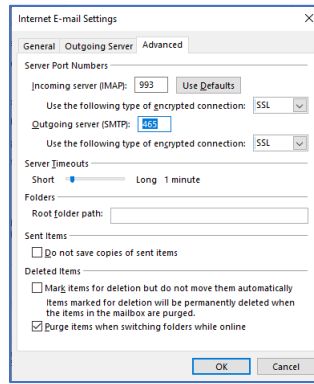 Internet E-mail Settings
General Outgoing Server Advanced
Server Port Numbers
Incoming server (IMAP): 993 Use Defaults
Use the following type of encrypted connection: SSL
Outgoing server (SMTP): 465
Use the following type of encrypted connection: SSL
Server Timeouts
Short Long 1 minute
Folders
Root folder path:
Sent Items
Do not save copies of sent items
Deleted Items
Mark items for deletion but do not move them automatically
Items marked for deletion will be permanently deleted when
the items in the mailbox are purged.
Purge items when switching folders while online
OK Cancel